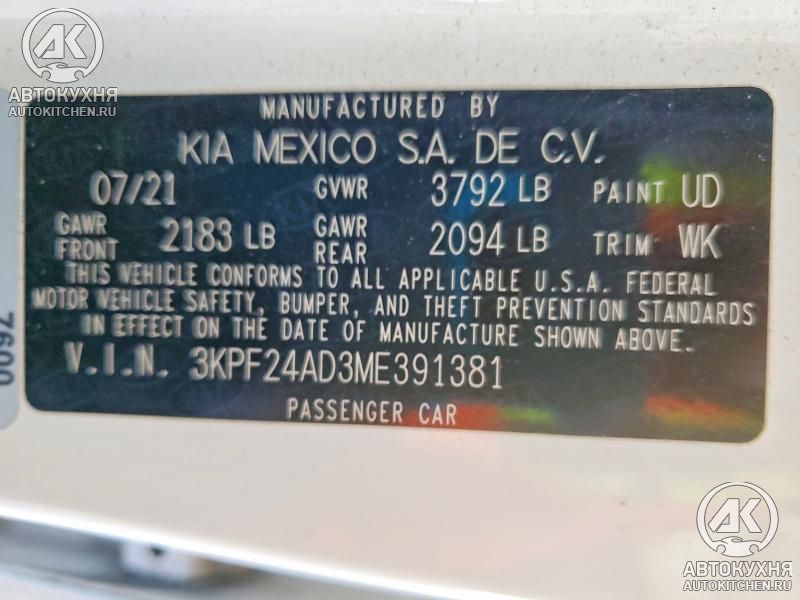 АК
АВТОКУХНЯ
AUTOKITCHEN.RU
MANUFACTURED BY
KIA MEXICO S.A. DE C.V.
07/21 GVWR 3792 LB PAINT UD
GAWR FRONT 2183 LB GAWR REAR 2094 LB TRIM WK
THIS VEHICLE CONFORMS TO ALL APPLICABLE U.S.A. FEDERAL
MOTOR VEHICLE SAFETY, BUMPER, AND THEFT PREVENTION STANDARDS
IN EFFECT ON THE DATE OF MANUFACTURE SHOWN ABOVE.
V.I.N. 3KPF24AD3ME391381
PASSENGER CAR
АК
АВТОКУХНЯ
AUTOKITCHEN.RU